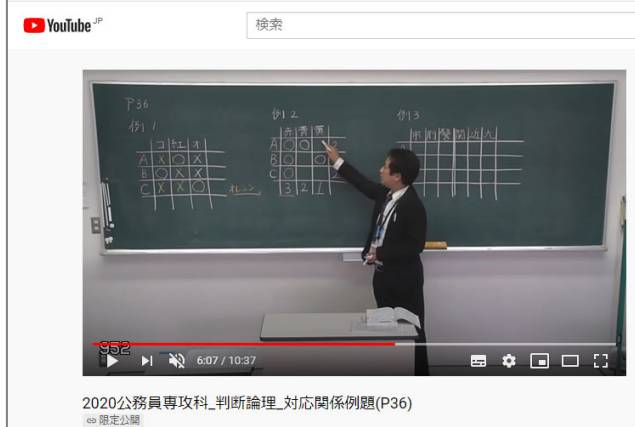 YouTube JP
検索
P36
例1
コ 紅 オ
A X O X
B O X X
C X X O オレンジ
例2
赤 青 黄
A O O
B O O
C O
3 2 1
例3
952
6:07 / 10:37
2020公務員専攻科_判断論理_対応関係例題(P36)
限定公開